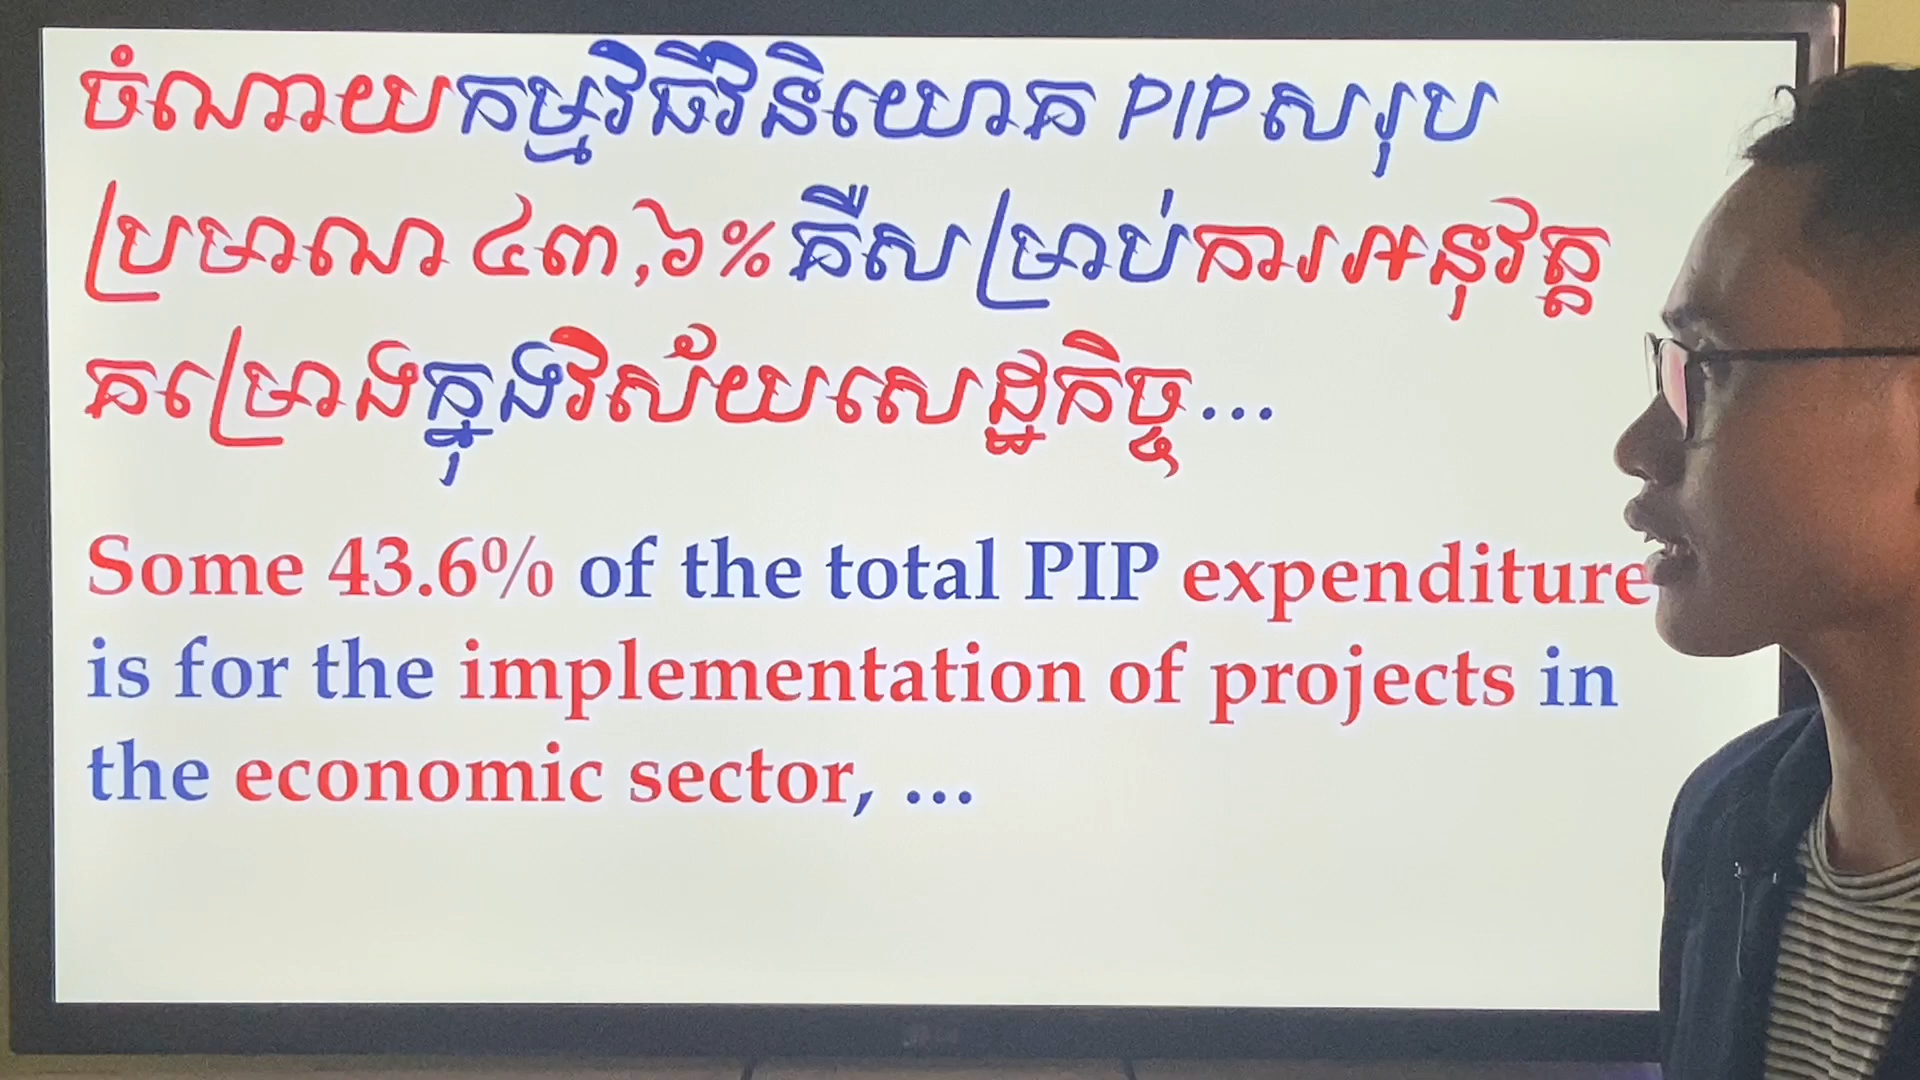 ចំណាយកម្មវិធីវិនិយោគ PIP សរុប
ប្រមាណ ៤៣,៦% គឺសម្រាប់ការអនុវត្ត
គម្រោងក្នុងវិស័យសេដ្ឋកិច្ច...
Some 43.6% of the total PIP expenditure
is for the implementation of projects in
the economic sector, ...